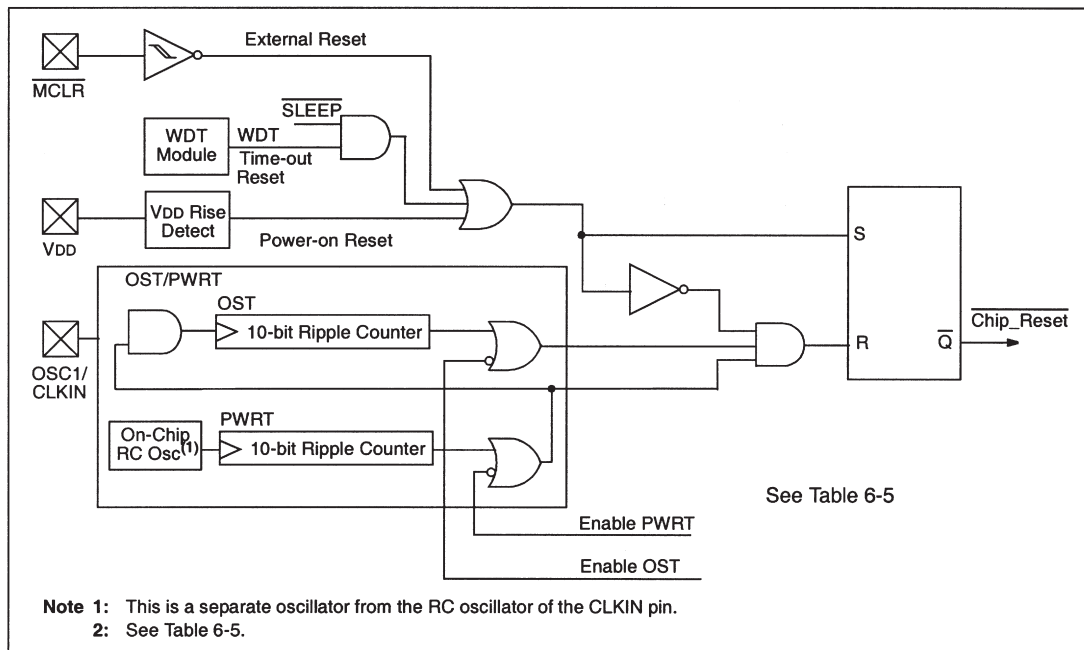 External Reset
M̅C̅L̅R̅
S̅L̅E̅E̅P̅
WDT
Module
WDT
Time-out
Reset
VDD
VDD Rise
Detect
Power-on Reset
S
OST/PWRT
OST
10-bit Ripple Counter
OSC1/
CLKIN
R
Q̅
C̅h̅i̅p̅_̅R̅e̅s̅e̅t̅
PWRT
On-Chip
RC Osc(1)
10-bit Ripple Counter
See Table 6-5
Enable PWRT
Enable OST
Note 1: This is a separate oscillator from the RC oscillator of the CLKIN pin.
2: See Table 6-5.